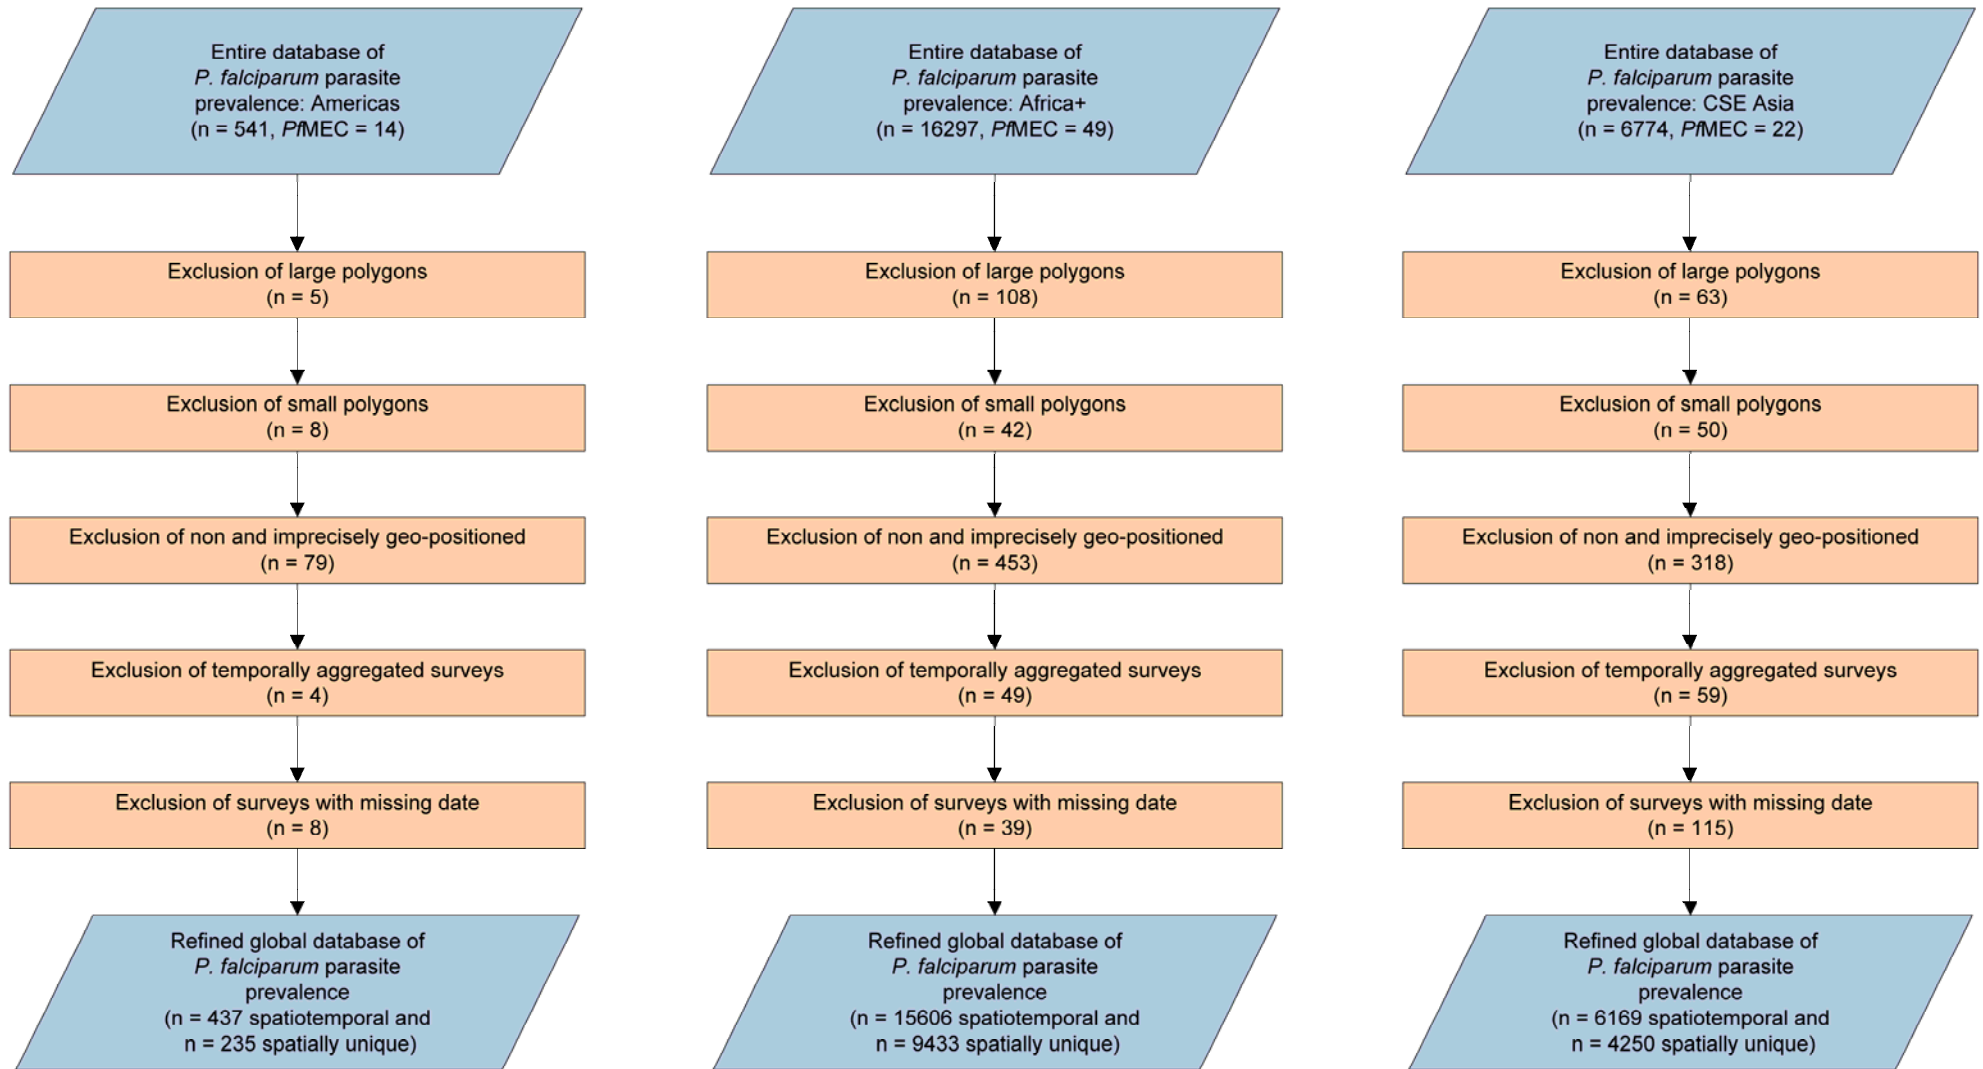 Entire database of
P. falciparum parasite
prevalence: Americas
(n = 541, PfMEC = 14)
Exclusion of large polygons
(n = 5)
Exclusion of small polygons
(n = 8)
Exclusion of non and imprecisely geo-positioned
(n = 79)
Exclusion of temporally aggregated surveys
(n = 4)
Exclusion of surveys with missing date
(n = 8)
Refined global database of
P. falciparum parasite
prevalence
(n = 437 spatiotemporal and
n = 235 spatially unique)
Entire database of
P. falciparum parasite
prevalence: Africa+
(n = 16297, PfMEC = 49)
Exclusion of large polygons
(n = 108)
Exclusion of small polygons
(n = 42)
Exclusion of non and imprecisely geo-positioned
(n = 453)
Exclusion of temporally aggregated surveys
(n = 49)
Exclusion of surveys with missing date
(n = 39)
Refined global database of
P. falciparum parasite
prevalence
(n = 15606 spatiotemporal and
n = 9433 spatially unique)
Entire database of
P. falciparum parasite
prevalence: CSE Asia
(n = 6774, PfMEC = 22)
Exclusion of large polygons
(n = 63)
Exclusion of small polygons
(n = 50)
Exclusion of non and imprecisely geo-positioned
(n = 318)
Exclusion of temporally aggregated surveys
(n = 59)
Exclusion of surveys with missing date
(n = 115)
Refined global database of
P. falciparum parasite
prevalence
(n = 6169 spatiotemporal and
n = 4250 spatially unique)